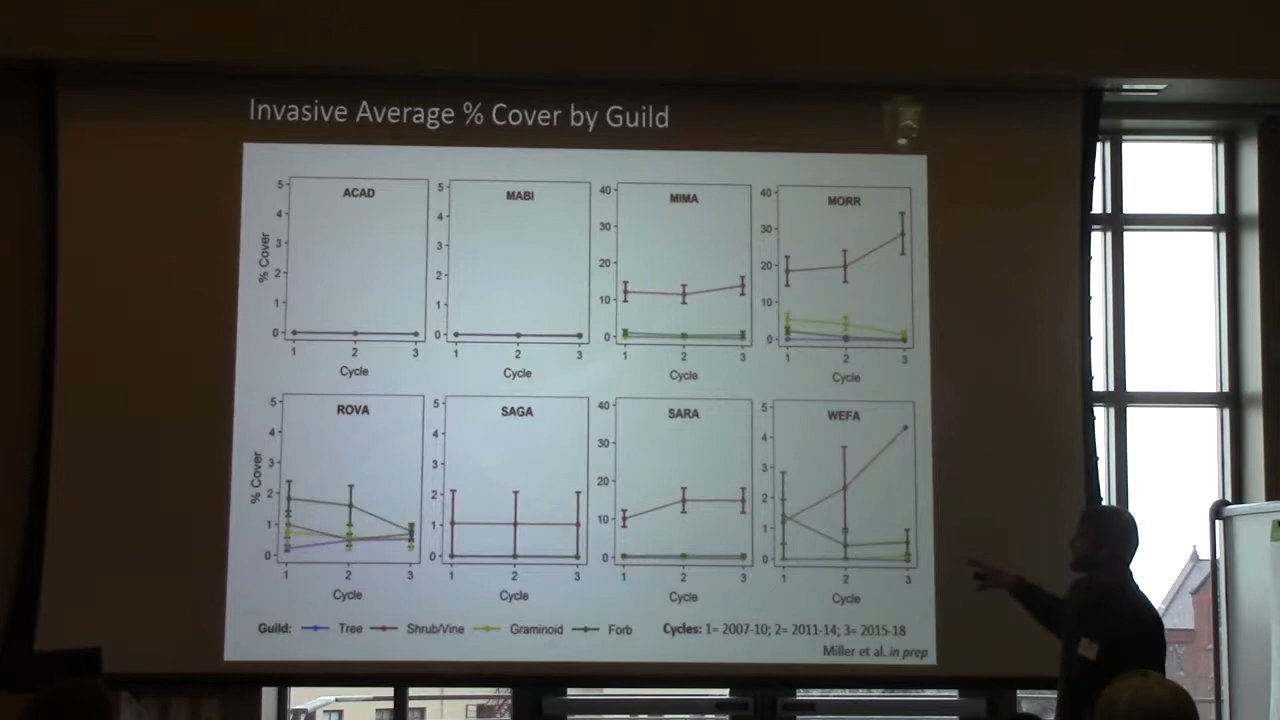 Invasive Average % Cover by Guild
ACAD
MABI
MIMA
MORR
% Cover
5
4
3
2
1
0
5
4
3
2
1
0
40
30
20
10
0
40
30
20
10
0
1 2 3
1 2 3
1 2 3
1 2 3
Cycle
Cycle
Cycle
Cycle
ROVA
SAGA
SARA
WEFA
% Cover
5
4
3
2
1
0
5
4
3
2
1
0
40
30
20
10
0
5
4
3
2
1
0
1 2 3
1 2 3
1 2 3
1 2 3
Cycle
Cycle
Cycle
Cycle
Guild: Tree Shrub/Vine Graminoid Forb Cycles: 1= 2007-10; 2= 2011-14; 3= 2015-18
Miller et al. in prep